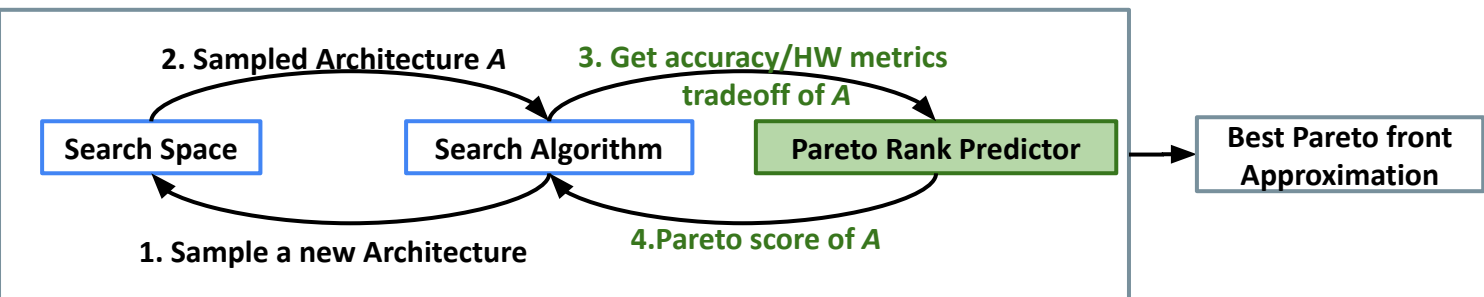 2. Sampled Architecture A
3. Get accuracy/HW metrics
tradeoff of A
Search Space
Search Algorithm
Pareto Rank Predictor
Best Pareto front
Approximation
1. Sample a new Architecture
4.Pareto score of A